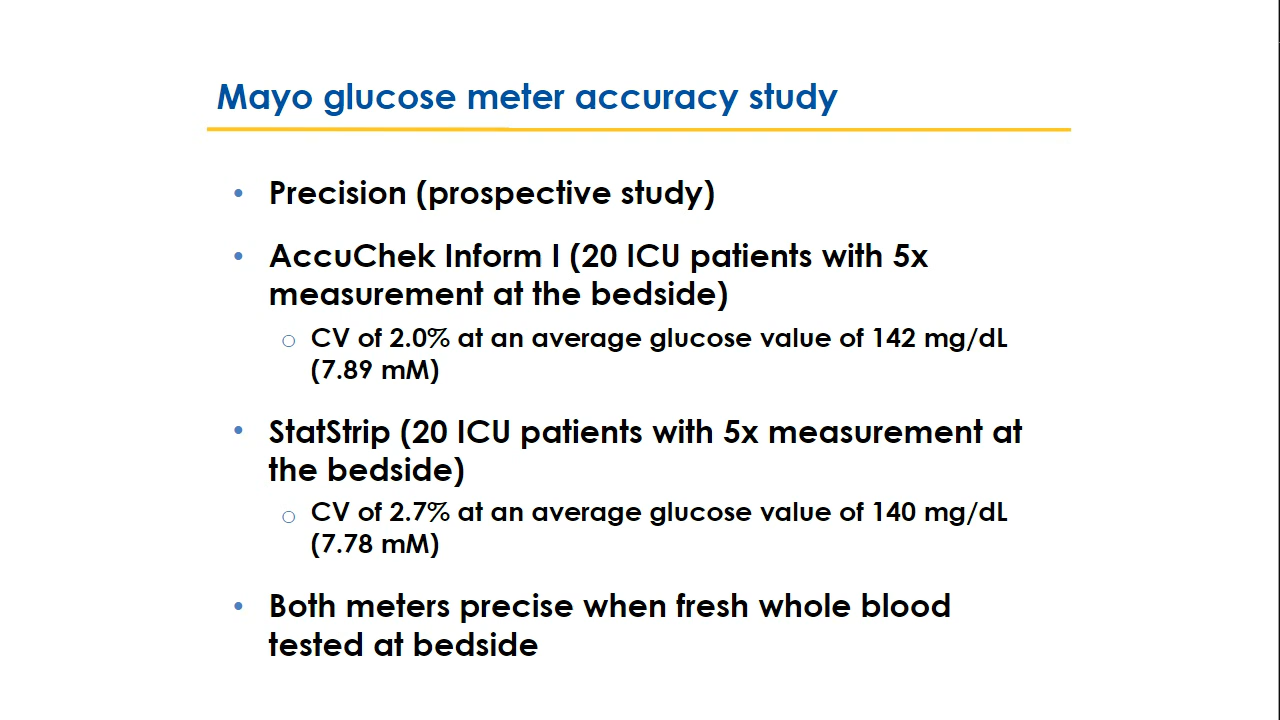 Mayo glucose meter accuracy study
• Precision (prospective study)
• AccuChek Inform I (20 ICU patients with 5x
measurement at the bedside)
○ CV of 2.0% at an average glucose value of 142 mg/dL
(7.89 mM)
• StatStrip (20 ICU patients with 5x measurement at
the bedside)
○ CV of 2.7% at an average glucose value of 140 mg/dL
(7.78 mM)
• Both meters precise when fresh whole blood
tested at bedside